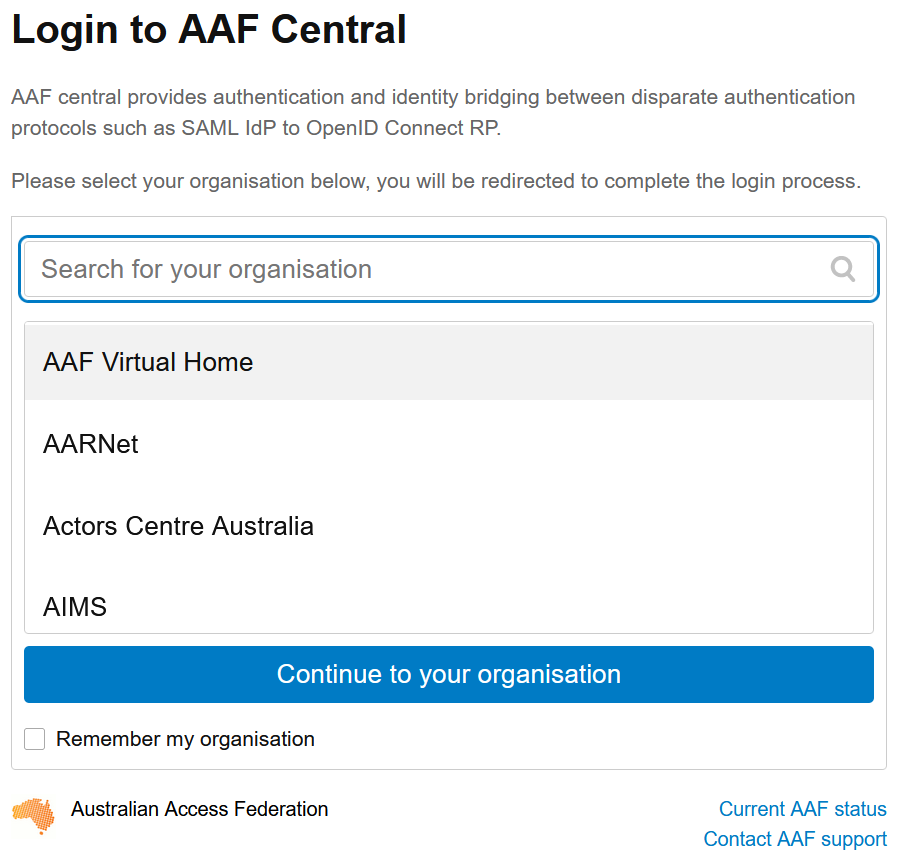 Login to AAF Central
AAF central provides authentication and identity bridging between disparate authentication
protocols such as SAML IdP to OpenID Connect RP.
Please select your organisation below, you will be redirected to complete the login process.
Search for your organisation
AAF Virtual Home
AARNet
Actors Centre Australia
AIMS
Continue to your organisation
Remember my organisation
Australian Access Federation
Current AAF status
Contact AAF support